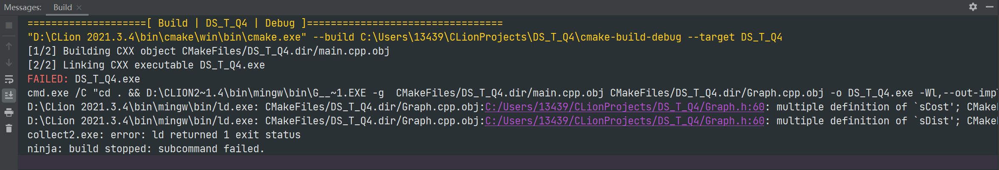 Messages: Build
====================[ Build | DS_T_Q4 | Debug ]=================================
"D:\CLion 2021.3.4\bin\cmake\win\bin\cmake.exe" --build C:\Users\13439\CLionProjects\DS_T_Q4\cmake-build-debug --target DS_T_Q4
[1/2] Building CXX object CMakeFiles/DS_T_Q4.dir/main.cpp.obj
[2/2] Linking CXX executable DS_T_Q4.exe
FAILED: DS_T_Q4.exe
cmd.exe /C "cd . && D:\CLION2~1.4\bin\mingw\bin\G__~1.EXE -g  CMakeFiles/DS_T_Q4.dir/main.cpp.obj CMakeFiles/DS_T_Q4.dir/Graph.cpp.obj -o DS_T_Q4.exe -Wl,--out-impl
D:\CLion 2021.3.4\bin\mingw\bin/ld.exe: CMakeFiles/DS_T_Q4.dir/Graph.cpp.obj:C:/Users/13439/CLionProjects/DS_T_Q4/Graph.h:60: multiple definition of `sCost'; CMakeF
D:\CLion 2021.3.4\bin\mingw\bin/ld.exe: CMakeFiles/DS_T_Q4.dir/Graph.cpp.obj:C:/Users/13439/CLionProjects/DS_T_Q4/Graph.h:60: multiple definition of `sDist'; CMakeF
collect2.exe: error: ld returned 1 exit status
ninja: build stopped: subcommand failed.